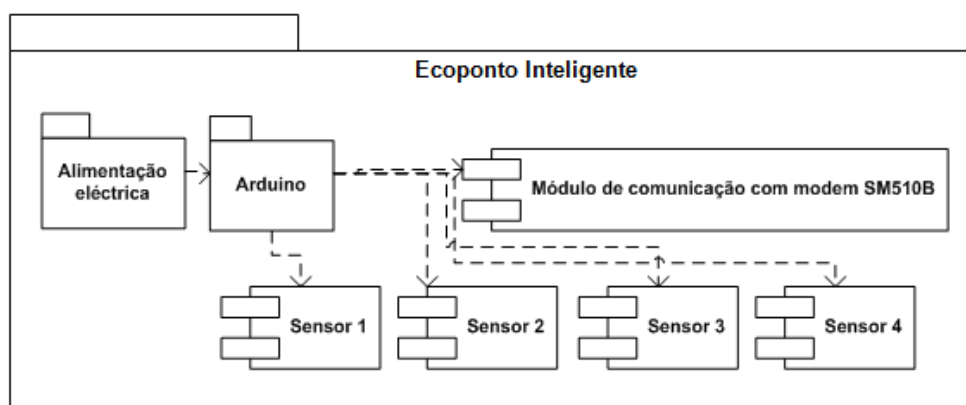 Ecoponto Inteligente
Alimentação
eléctrica
Arduino
Módulo de comunicação com modem SM510B
Sensor 1
Sensor 2
Sensor 3
Sensor 4